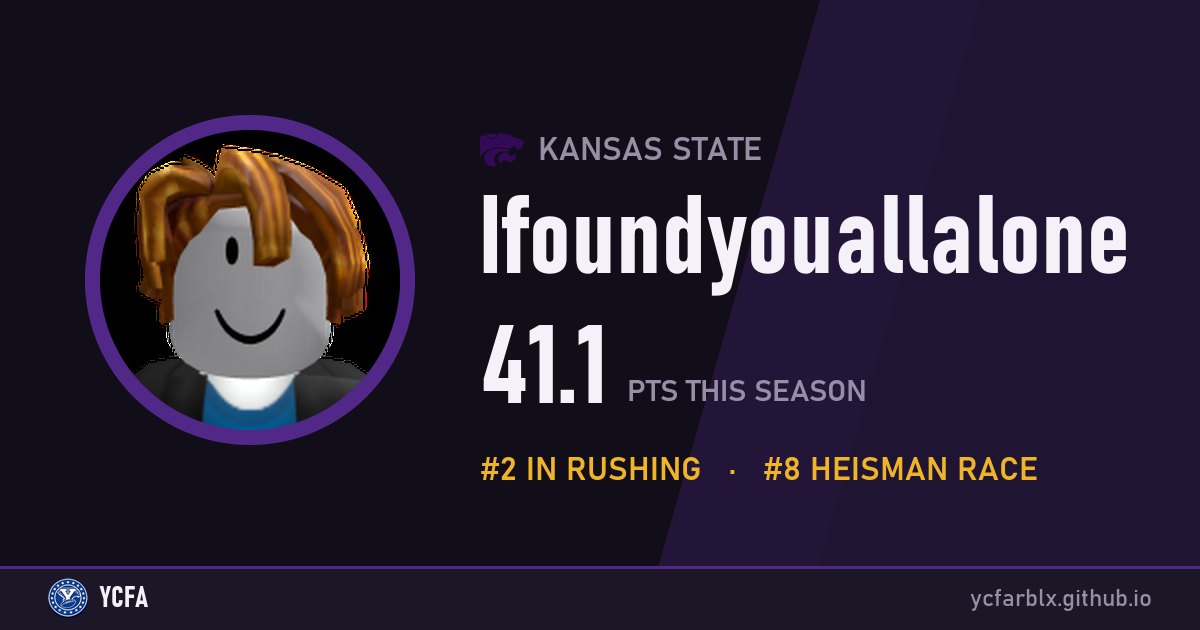 KANSAS STATE
Ifoundyouallalone
41.1 PTS THIS SEASON
#2 IN RUSHING · #8 HEISMAN RACE
YCFA
ycfarblx.github.io